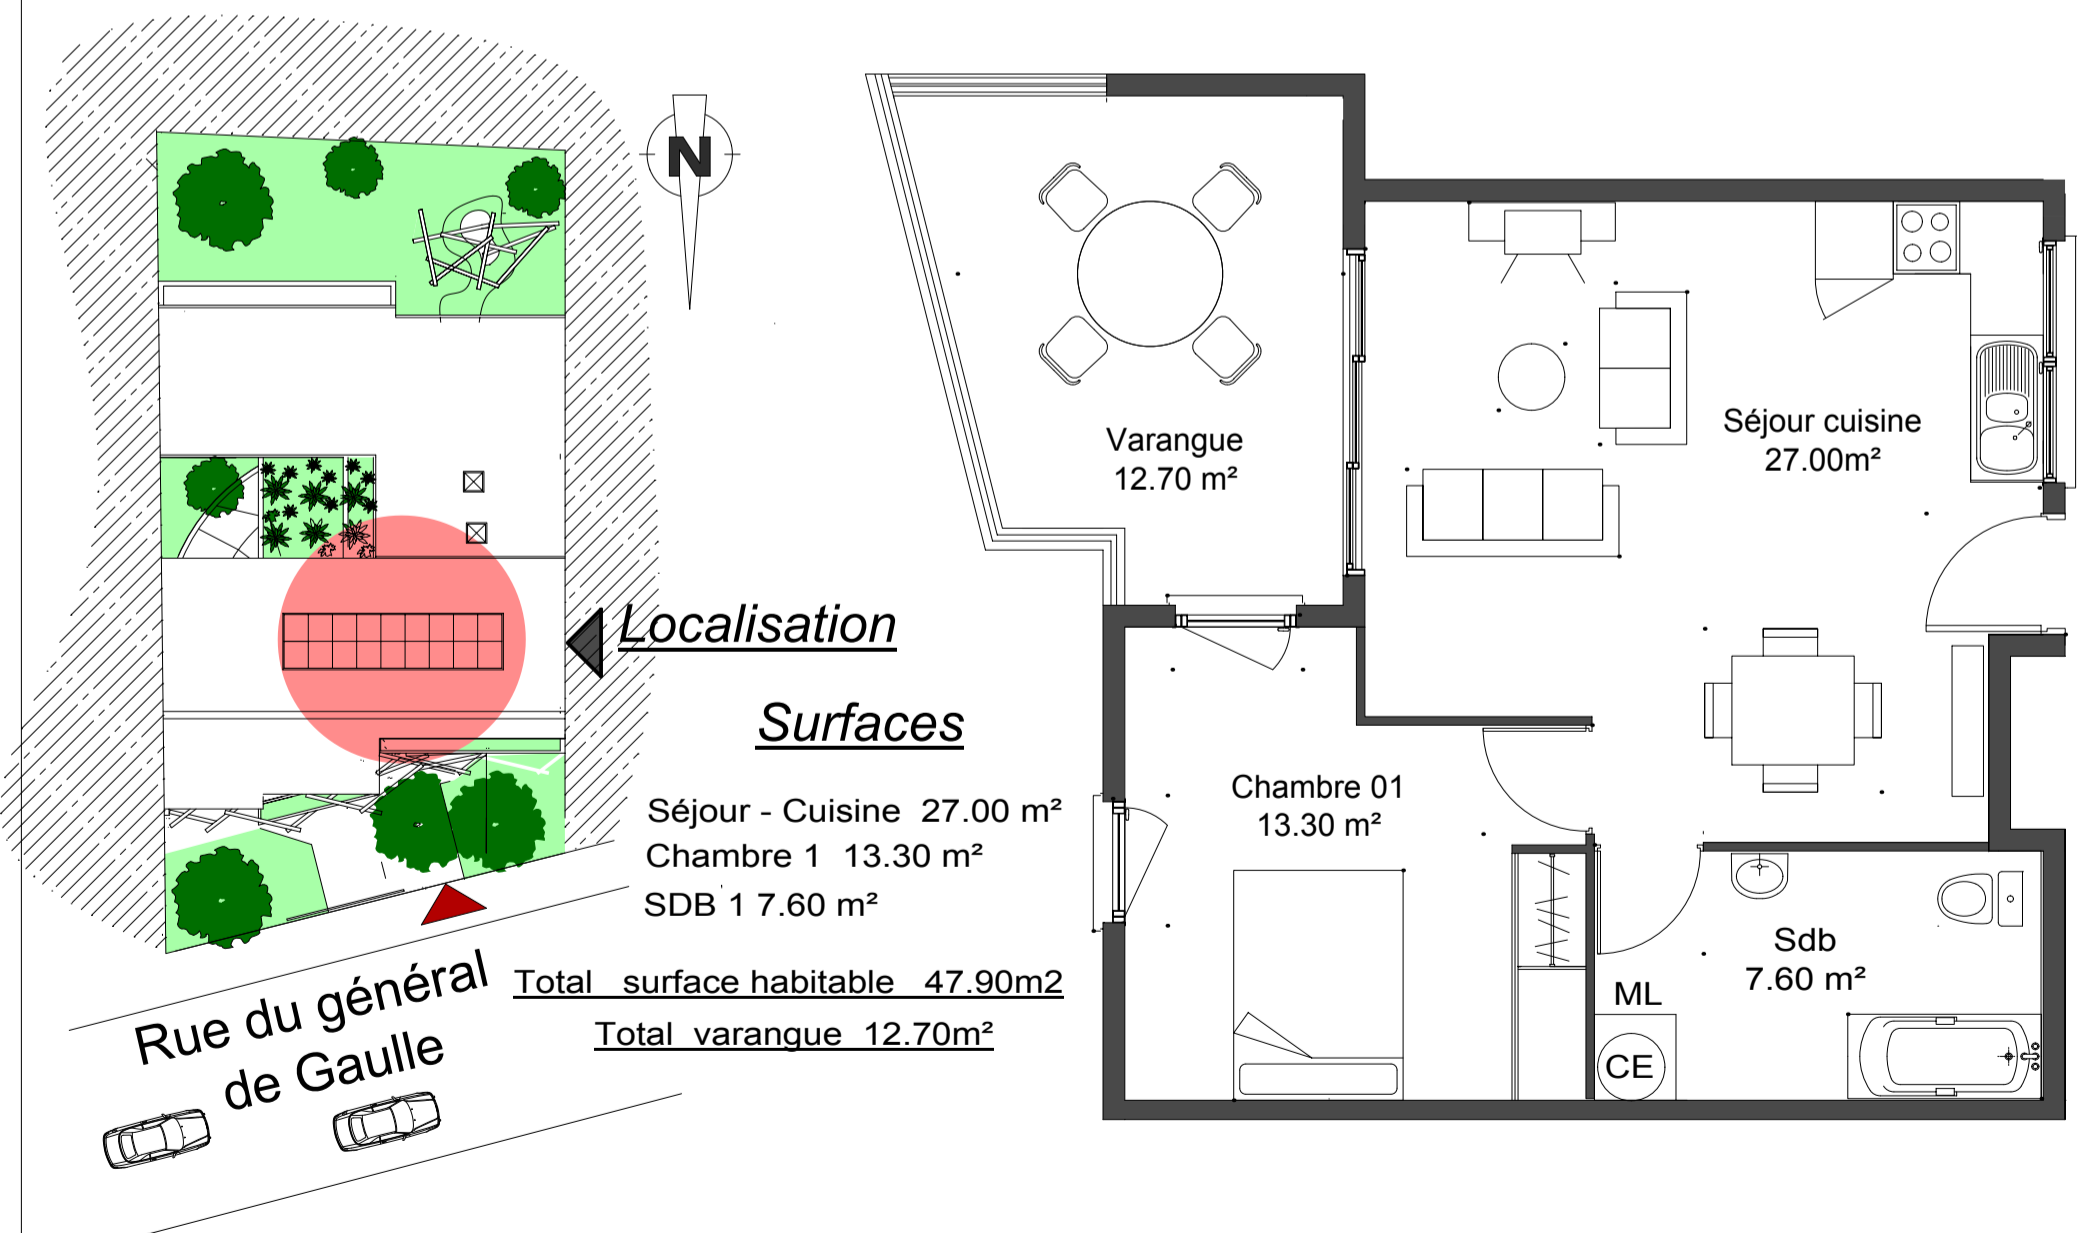 N
Localisation
Surfaces
Séjour - Cuisine 27.00 m²
Chambre 1 13.30 m²
SDB 1 7.60 m²
Total surface habitable 47.90m2
Total varangue 12.70m²
Rue du général
de Gaulle
Varangue
12.70 m²
Séjour cuisine
27.00m²
Chambre 01
13.30 m²
Sdb
7.60 m²
ML
CE